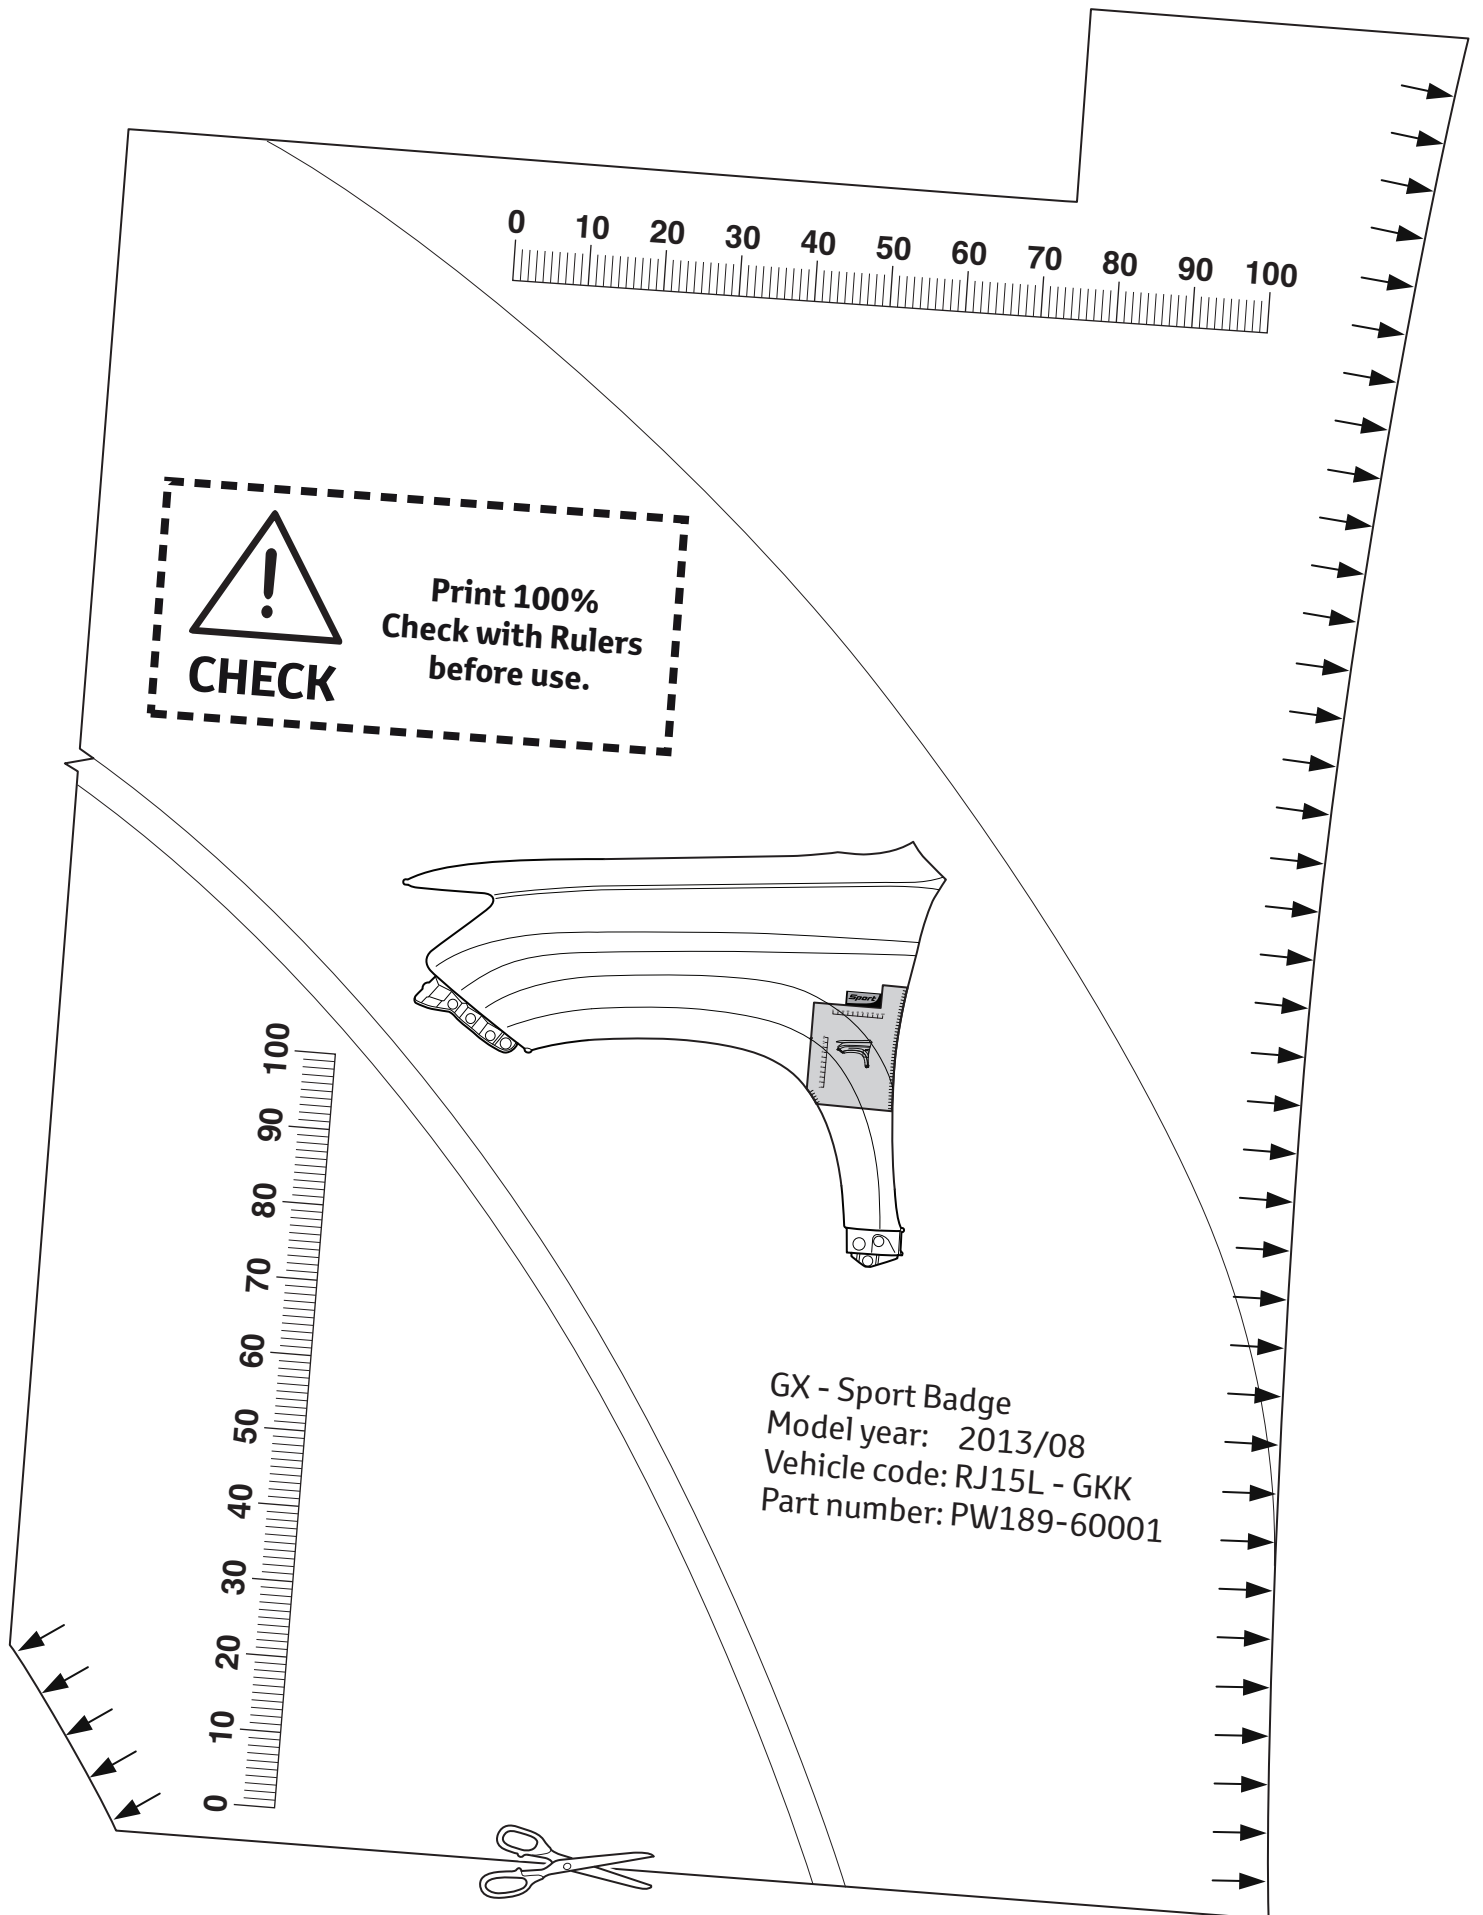 0 10 20 30 40 50 60 70 80 90 100
Print 100%
Check with Rulers
before use.
CHECK
Sport
100
90
80
70
60
50
40
30
20
10
0
GX - Sport Badge
Model year: 2013/08
Vehicle code: RJ15L - GKK
Part number: PW189-60001